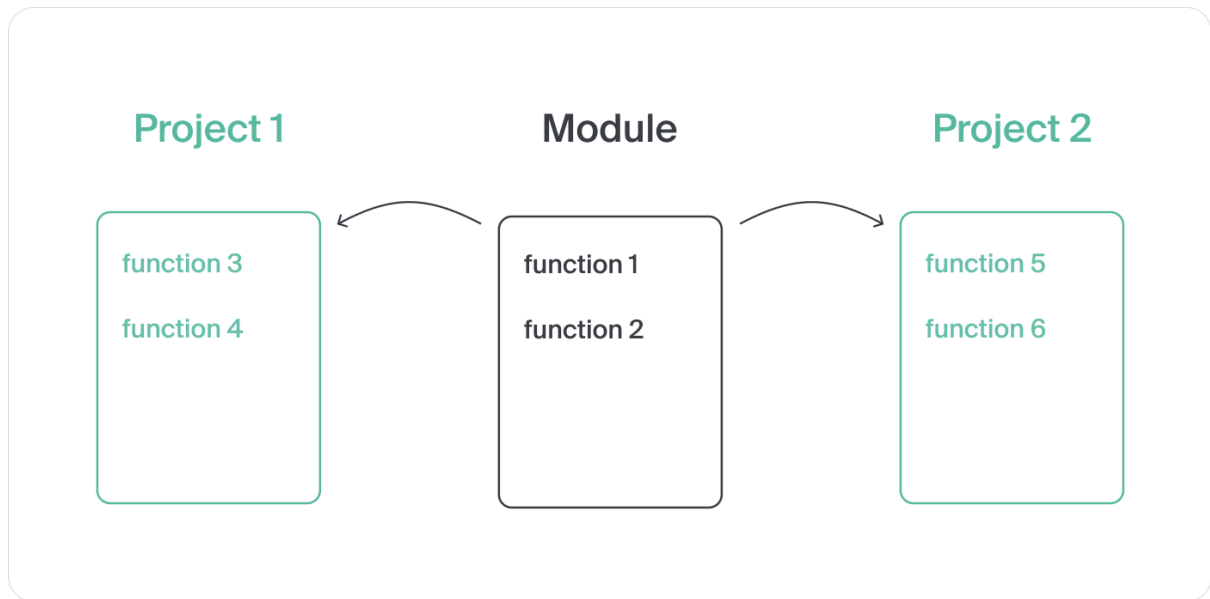 Project 1
Module
Project 2
function 3
function 4
function 1
function 2
function 5
function 6